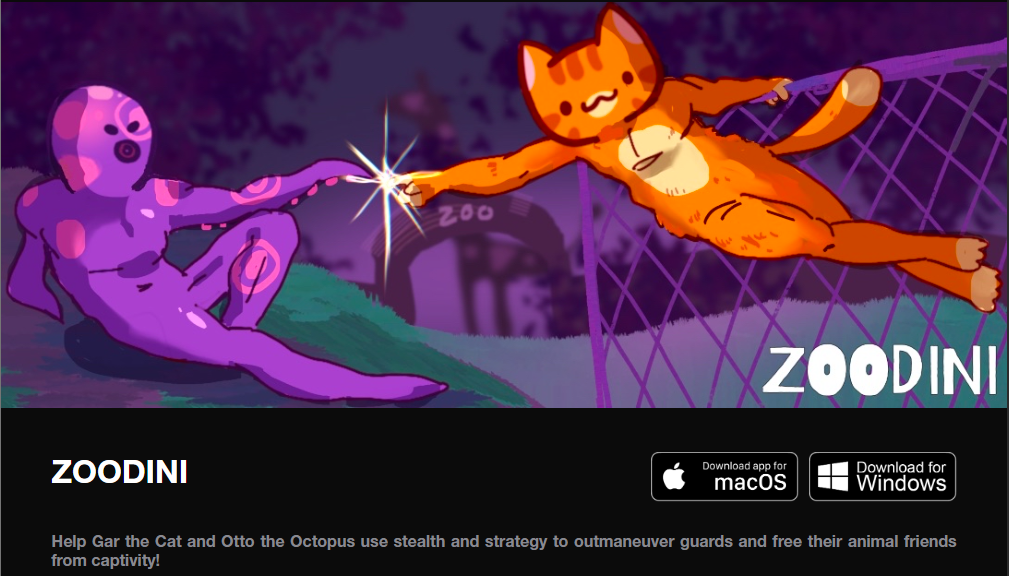 ZOO
ZOODINI
ZOODINI
Download app for
macOS
Download for
Windows
Help Gar the Cat and Otto the Octopus use stealth and strategy to outmaneuver guards and free their animal friends
from captivity!